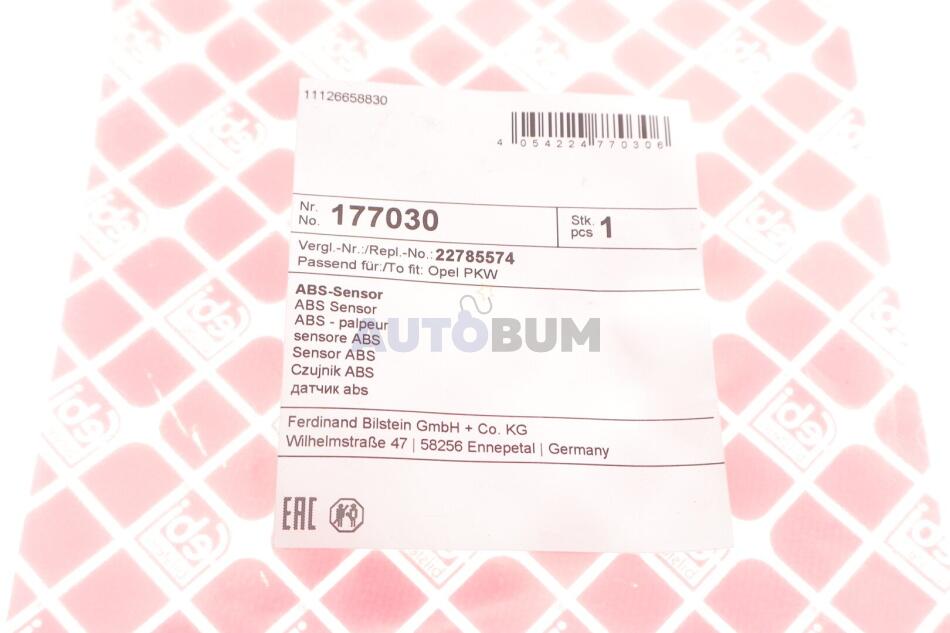 11126658830
4 054224 770306
Nr.
No. 177030
Stk.
pcs 1
Vergl.-Nr.:/Repl.-No.: 22785574
Passend für:/To fit: Opel PKW
ABS-Sensor
ABS Sensor
ABS - palpeur
sensore ABS
Sensor ABS
Czujnik ABS
датчик abs
AUTOBUM
Ferdinand Bilstein GmbH + Co. KG
Wilhelmstraße 47 | 58256 Ennepetal | Germany
EAC
febi
bilstein